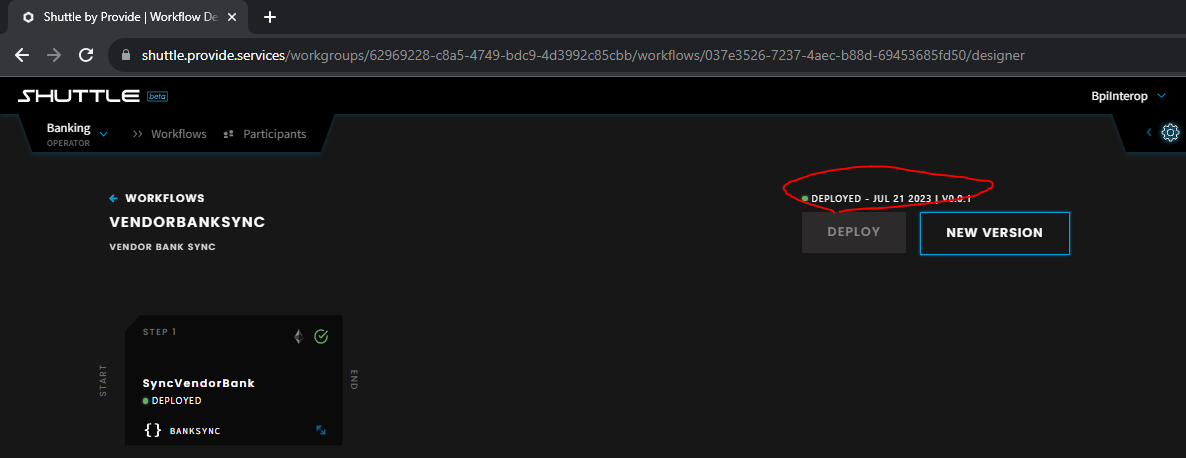 Shuttle by Provide | Workflow De
shuttle.provide.services/workgroups/62969228-c8a5-4749-bdc9-4d3992c85cbb/workflows/037e3526-7237-4aec-b88d-69453685fd50/designer
SHUTTLE beta
BpiInterop
Banking
OPERATOR
Workflows
Participants
WORKFLOWS
DEPLOYED - JUL 21 2023 | V0.0.1
VENDORBANKSYNC
DEPLOY
NEW VERSION
VENDOR BANK SYNC
STEP 1
START
SyncVendorBank
END
DEPLOYED
{} BANKSYNC